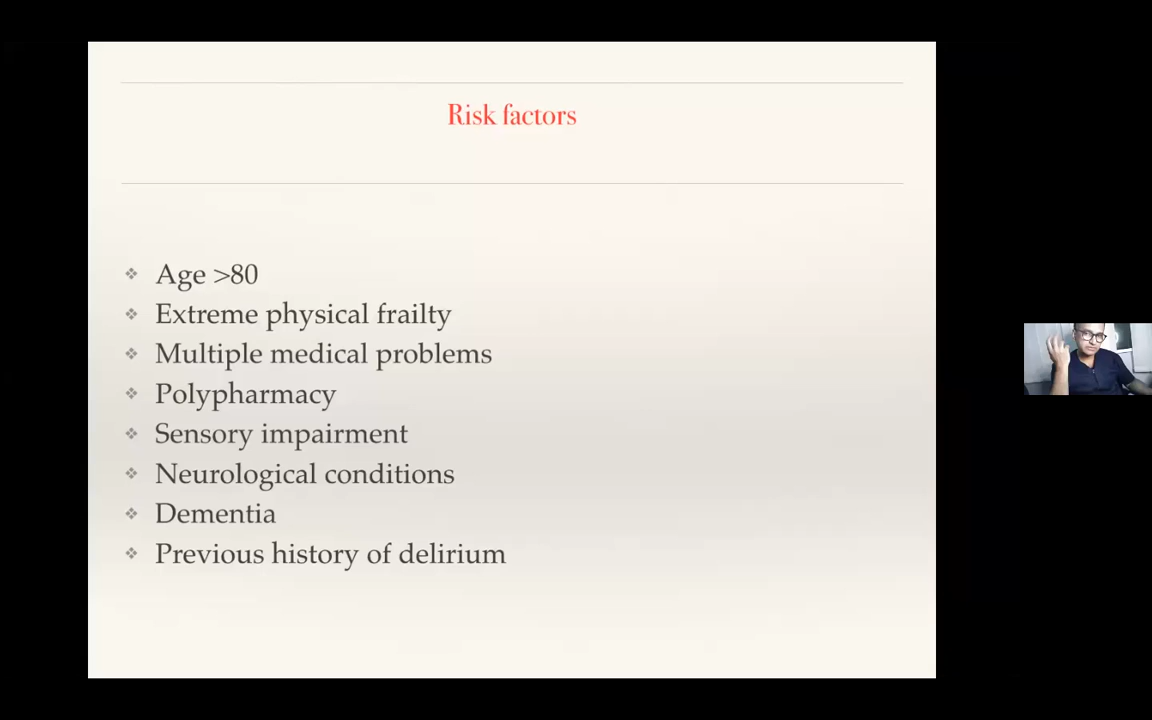 Risk factors
Age >80
Extreme physical frailty
Multiple medical problems
Polypharmacy
Sensory impairment
Neurological conditions
Dementia
Previous history of delirium